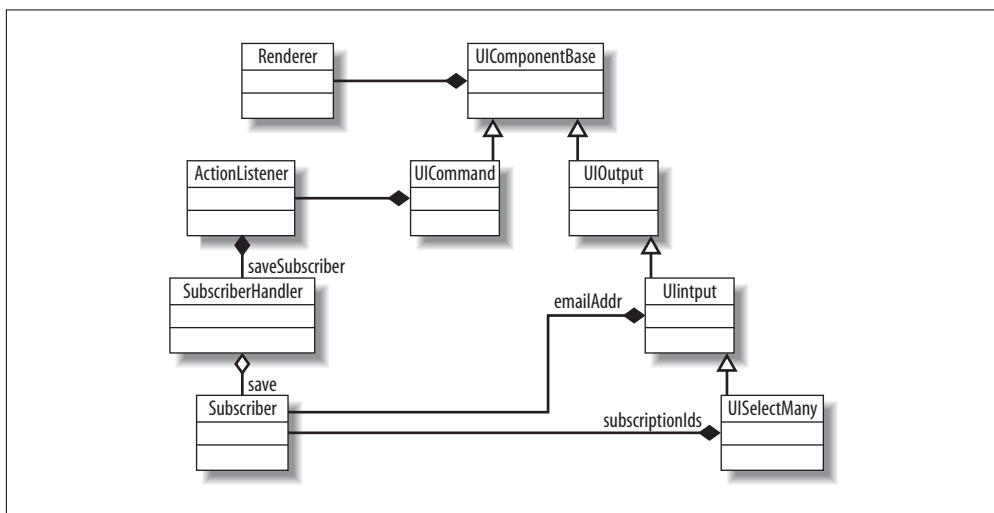 Renderer
UIComponentBase
ActionListener
UICommand
UIOutput
saveSubscriber
SubscriberHandler
emailAddr
UIintput
save
Subscriber
subscriptionIds
UISelectMany